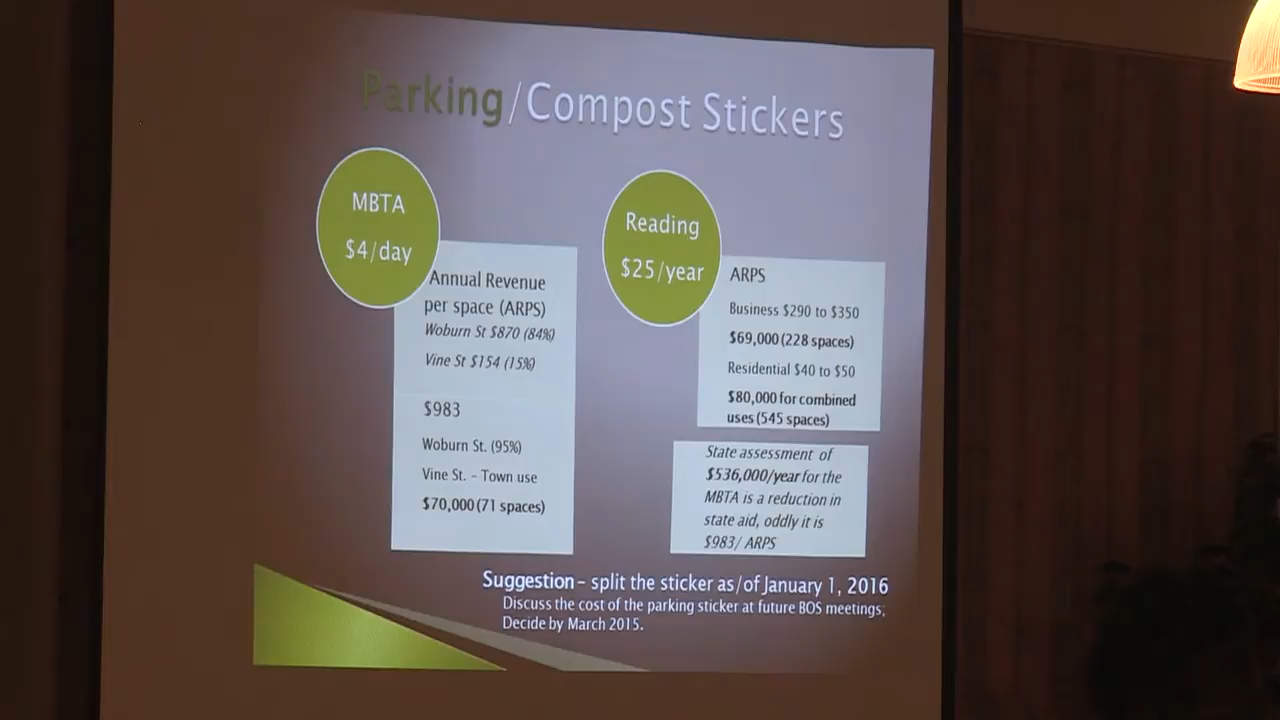 Parking/Compost Stickers
MBTA
$4/day
Annual Revenue
per space (ARPS)
Woburn St $870 (84%)
Vine St $154 (15%)
$983
Woburn St. (95%)
Vine St. - Town use
$70,000 (71 spaces)
Reading
$25/year
ARPS
Business $290 to $350
$69,000 (228 spaces)
Residential $40 to $50
$80,000 for combined
uses (545 spaces)
State assessment of
$536,000/year for the
MBTA is a reduction in
state aid, oddly it is
$983/ ARPS
Suggestion – split the sticker as/of January 1, 2016
Discuss the cost of the parking sticker at future BOS meetings;
Decide by March 2015.